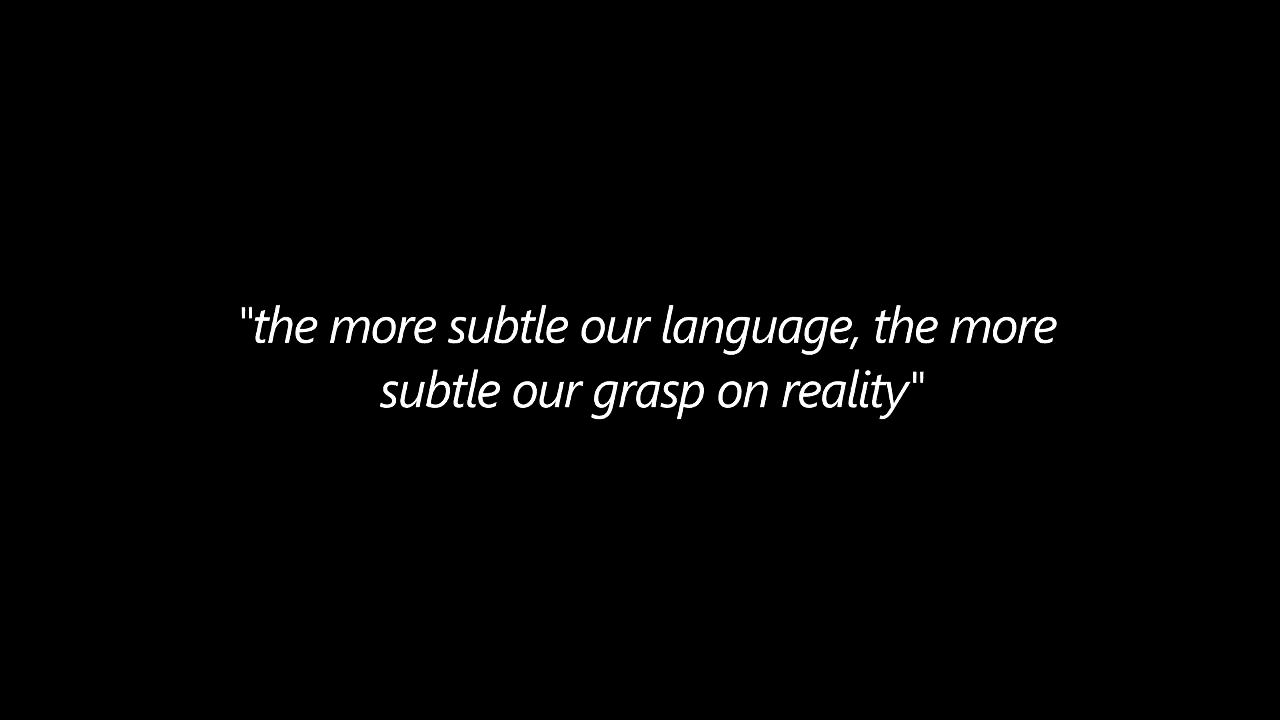 "the more subtle our language, the more
subtle our grasp on reality"